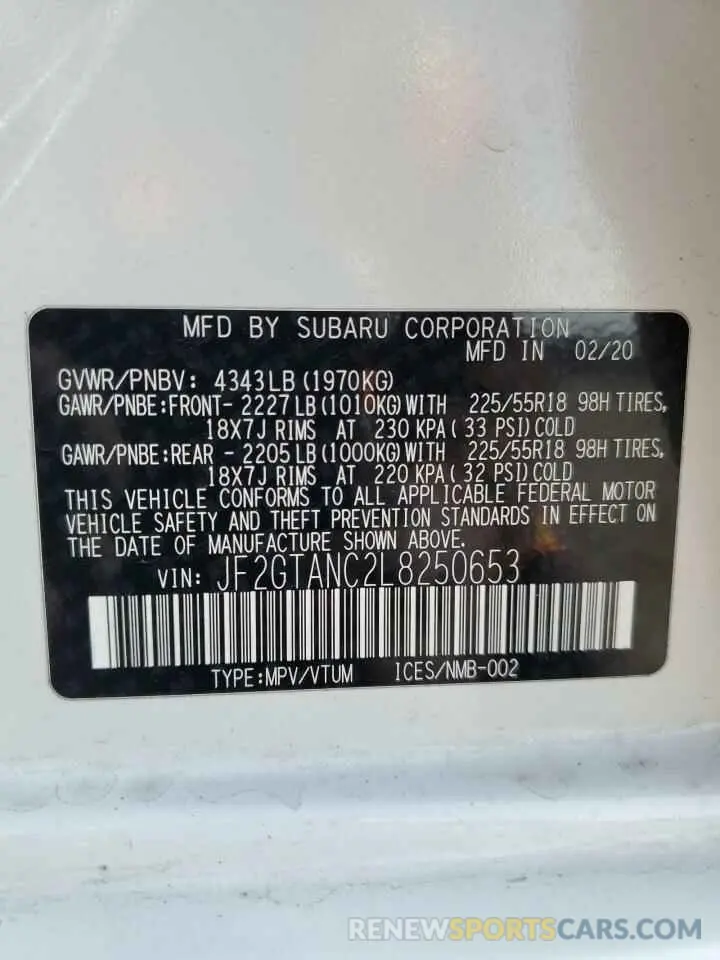 MFD BY SUBARU CORPORATION
MFD IN 02/20
GVWR/PNBV: 4343LB (1970KG)
GAWR/PNBE:FRONT- 2227LB(1010KG)WITH 225/55R18 98H TIRES,
18X7J RIMS AT 230 KPA( 33 PSI)COLD
GAWR/PNBE:REAR - 2205LB(1000KG)WITH 225/55R18 98H TIRES,
18X7J RIMS AT 220 KPA( 32 PSI)COLD
THIS VEHICLE CONFORMS TO ALL APPLICABLE FEDERAL MOTOR
VEHICLE SAFETY AND THEFT PREVENTION STANDARDS IN EFFECT ON
THE DATE OF MANUFACTURE SHOWN ABOVE.
VIN: JF2GTANC2L8250653
TYPE:MPV/VTUM ICES/NMB-002
RENEWSPORTSCARS.COM